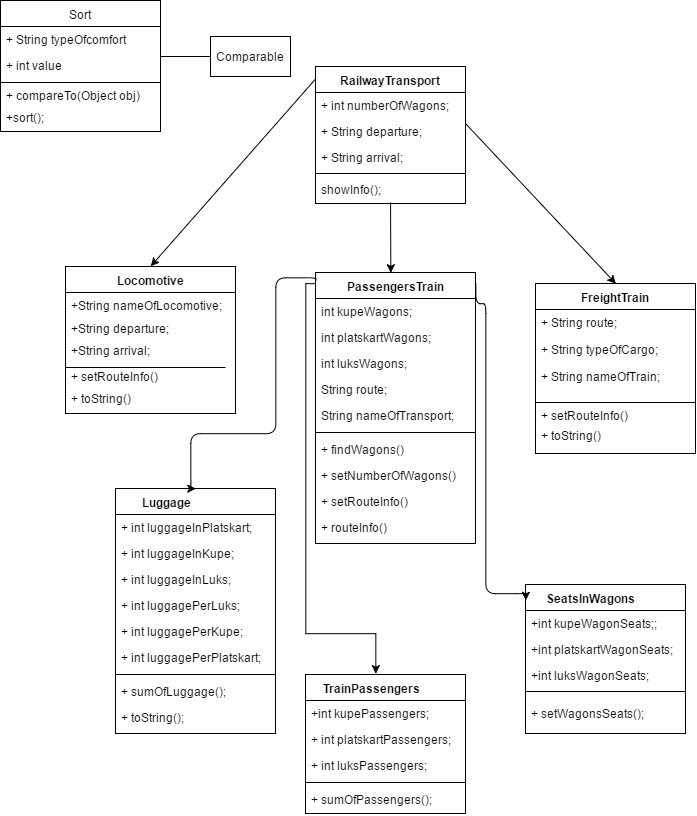 Sort
+ String typeOfcomfort
+ int value
+ compareTo(Object obj)
+sort();
Comparable
RailwayTransport
+ int numberOfWagons;
+ String departure;
+ String arrival;
showInfo();
Locomotive
+String nameOfLocomotive;
+String departure;
+String arrival;
+ setRouteInfo()
+ toString()
PassengersTrain
int kupeWagons;
int platskartWagons;
int luksWagons;
String route;
String nameOfTransport;
+ findWagons()
+ setNumberOfWagons()
+ setRouteInfo()
+ routeInfo()
FreightTrain
+ String route;
+ String typeOfCargo;
+ String nameOfTrain;
+ setRouteInfo()
+ toString()
Luggage
+ int luggageInPlatskart;
+ int luggageInKupe;
+ int luggageInLuks;
+ int luggagePerLuks;
+ int luggagePerKupe;
+ int luggagePerPlatskart;
+ sumOfLuggage();
+ toString();
TrainPassengers
+int kupePassengers;
+ int platskartPassengers;
+ int luksPassengers;
+ sumOfPassengers();
SeatsInWagons
+int kupeWagonSeats;;
+int platskartWagonSeats;
+int luksWagonSeats;
+ setWagonsSeats();